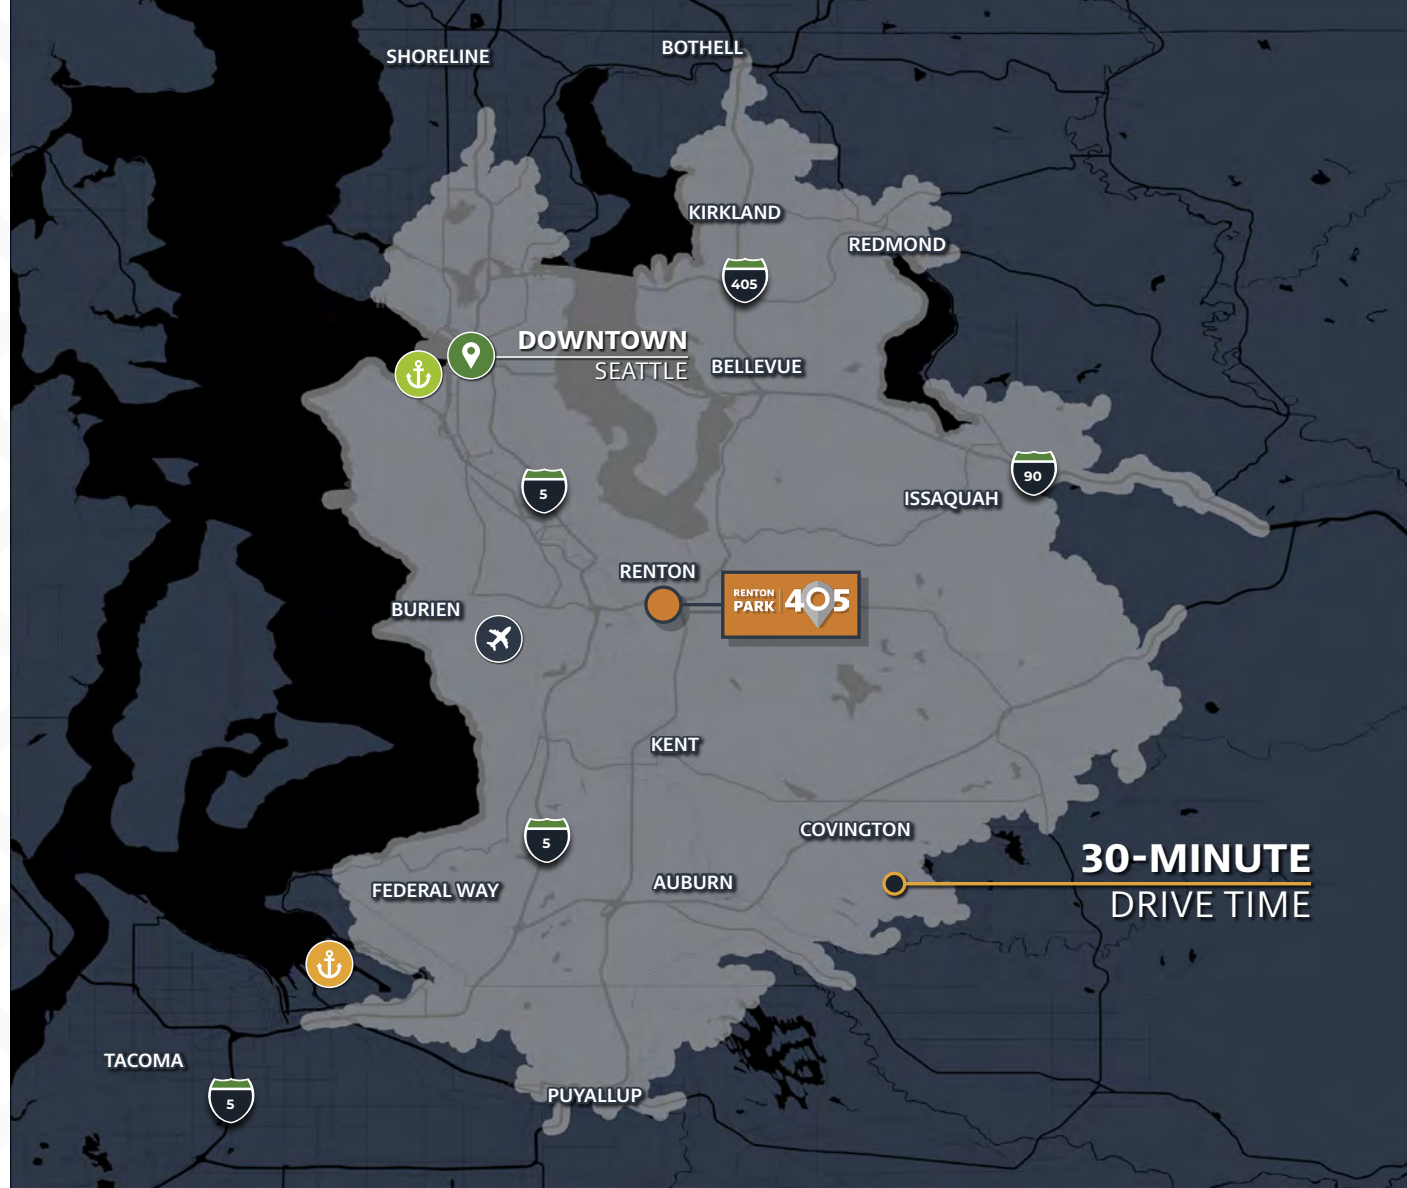 SHORELINE
BOTHELL
KIRKLAND
REDMOND
405
DOWNTOWN
SEATTLE
BELLEVUE
5
90
ISSAQUAH
RENTON
RENTON
PARK
405
BURIEN
KENT
COVINGTON
5
30-MINUTE
DRIVE TIME
FEDERAL WAY
AUBURN
TACOMA
5
PUYALLUP